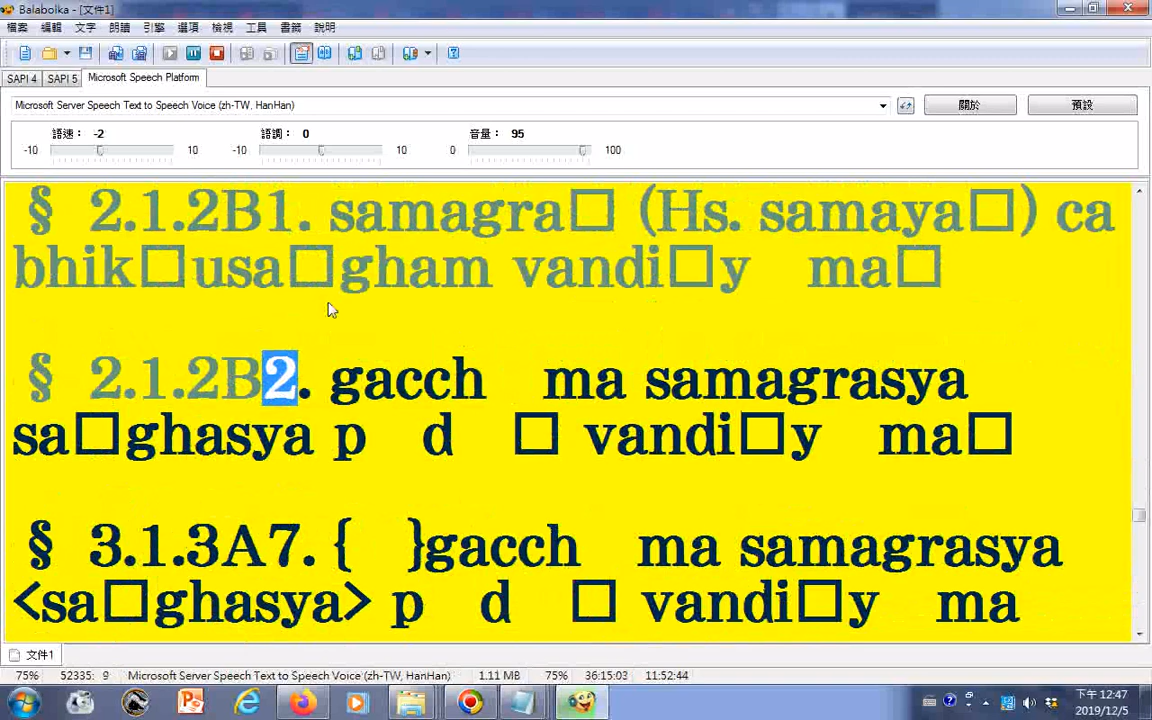 Balabolka - [文件1]
檔案 編輯 文字 朗讀 引擎 選項 檢視 工具 書籤 說明
SAPI 4 SAPI 5 Microsoft Speech Platform
Microsoft Server Speech Text to Speech Voice (zh-TW, HanHan) 關於 預設
語速： -2 語調： 0 音量： 95
-10 10 -10 10 0 100
§ 2.1.2B1. samagra□ (Hs. samaya□) ca
bhik□usa□gham vandi□y ma□
§ 2.1.2B2. gacch ma samagrasya
sa□ghasya p d □ vandi□y ma□
§ 3.1.3A7. { }gacch ma samagrasya
<sa□ghasya> p d □ vandi□y ma
文件1
75% 52335: 9 Microsoft Server Speech Text to Speech Voice (zh-TW, HanHan) 1.11 MB 75% 36:15:03 11:52:44
下午 12:47
2019/12/5